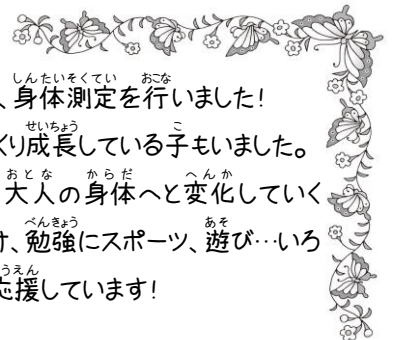 、身体測定を行いました!
くり成長している子もいました。
大人の身体へと変化していく
、勉強にスポーツ、遊び…いろ
応援しています!